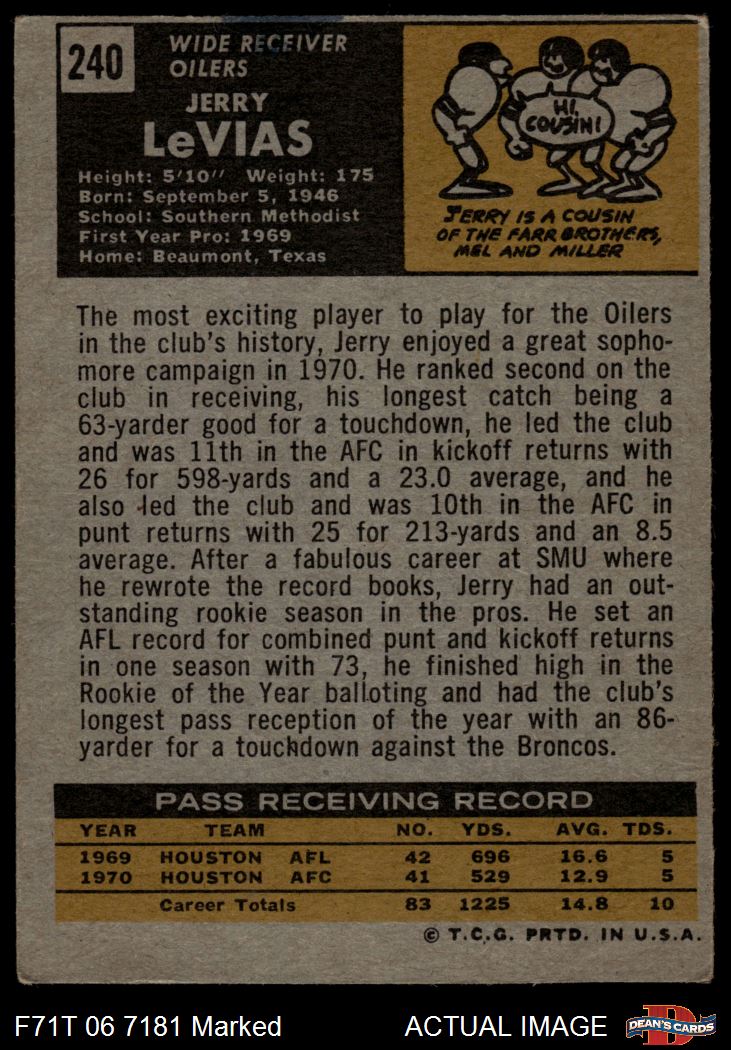 240
WIDE RECEIVER
OILERS
JERRY
LeVIAS
Height: 5'10" Weight: 175
Born: September 5, 1946
School: Southern Methodist
First Year Pro: 1969
Home: Beaumont, Texas
HI,
COUSIN!
JERRY IS A COUSIN
OF THE FARR BROTHERS,
MEL AND MILLER
The most exciting player to play for the Oilers
in the club's history, Jerry enjoyed a great sopho-
more campaign in 1970. He ranked second on the
club in receiving, his longest catch being a
63-yarder good for a touchdown, he led the club
and was 11th in the AFC in kickoff returns with
26 for 598-yards and a 23.0 average, and he
also led the club and was 10th in the AFC in
punt returns with 25 for 213-yards and an 8.5
average. After a fabulous career at SMU where
he rewrote the record books, Jerry had an out-
standing rookie season in the pros. He set an
AFL record for combined punt and kickoff returns
in one season with 73, he finished high in the
Rookie of the Year balloting and had the club's
longest pass reception of the year with an 86-
yarder for a touchdown against the Broncos.
PASS RECEIVING RECORD
YEAR TEAM NO. YDS. AVG. TDS.
1969 HOUSTON AFL 42 696 16.6 5
1970 HOUSTON AFC 41 529 12.9 5
Career Totals 83 1225 14.8 10
© T.C.G. PRTD. IN U.S.A.
F71T 06 7181 Marked ACTUAL IMAGE
DEAN'S CARDS